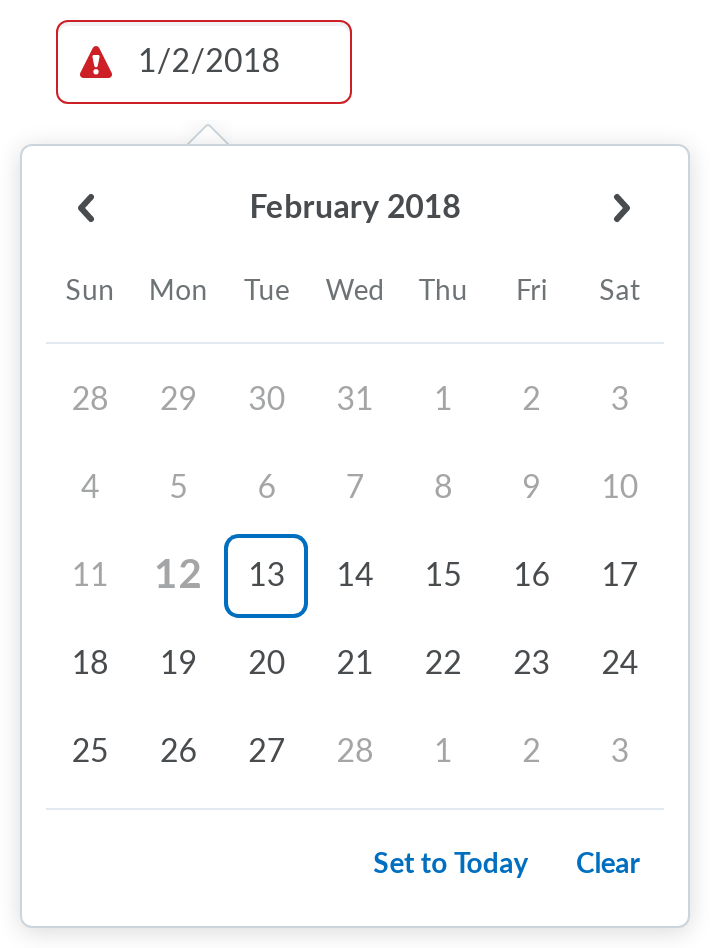 1/2/2018
February 2018
Sun Mon Tue Wed Thu Fri Sat
28 29 30 31 1 2 3
4 5 6 7 8 9 10
11 12 13 14 15 16 17
18 19 20 21 22 23 24
25 26 27 28 1 2 3
Set to Today Clear